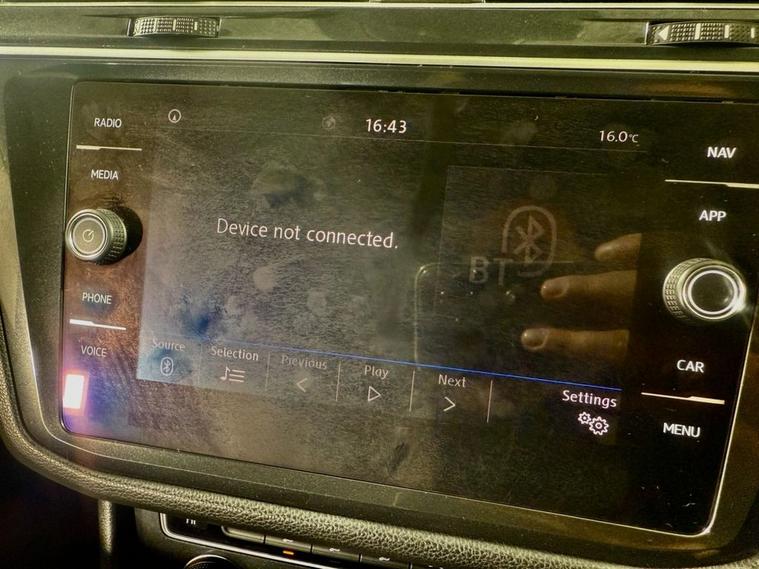 RADIO
MEDIA
PHONE
VOICE
16:43
16.0°C
Device not connected.
BT
Source
Selection
Previous
Play
Next
Settings
NAV
APP
CAR
MENU